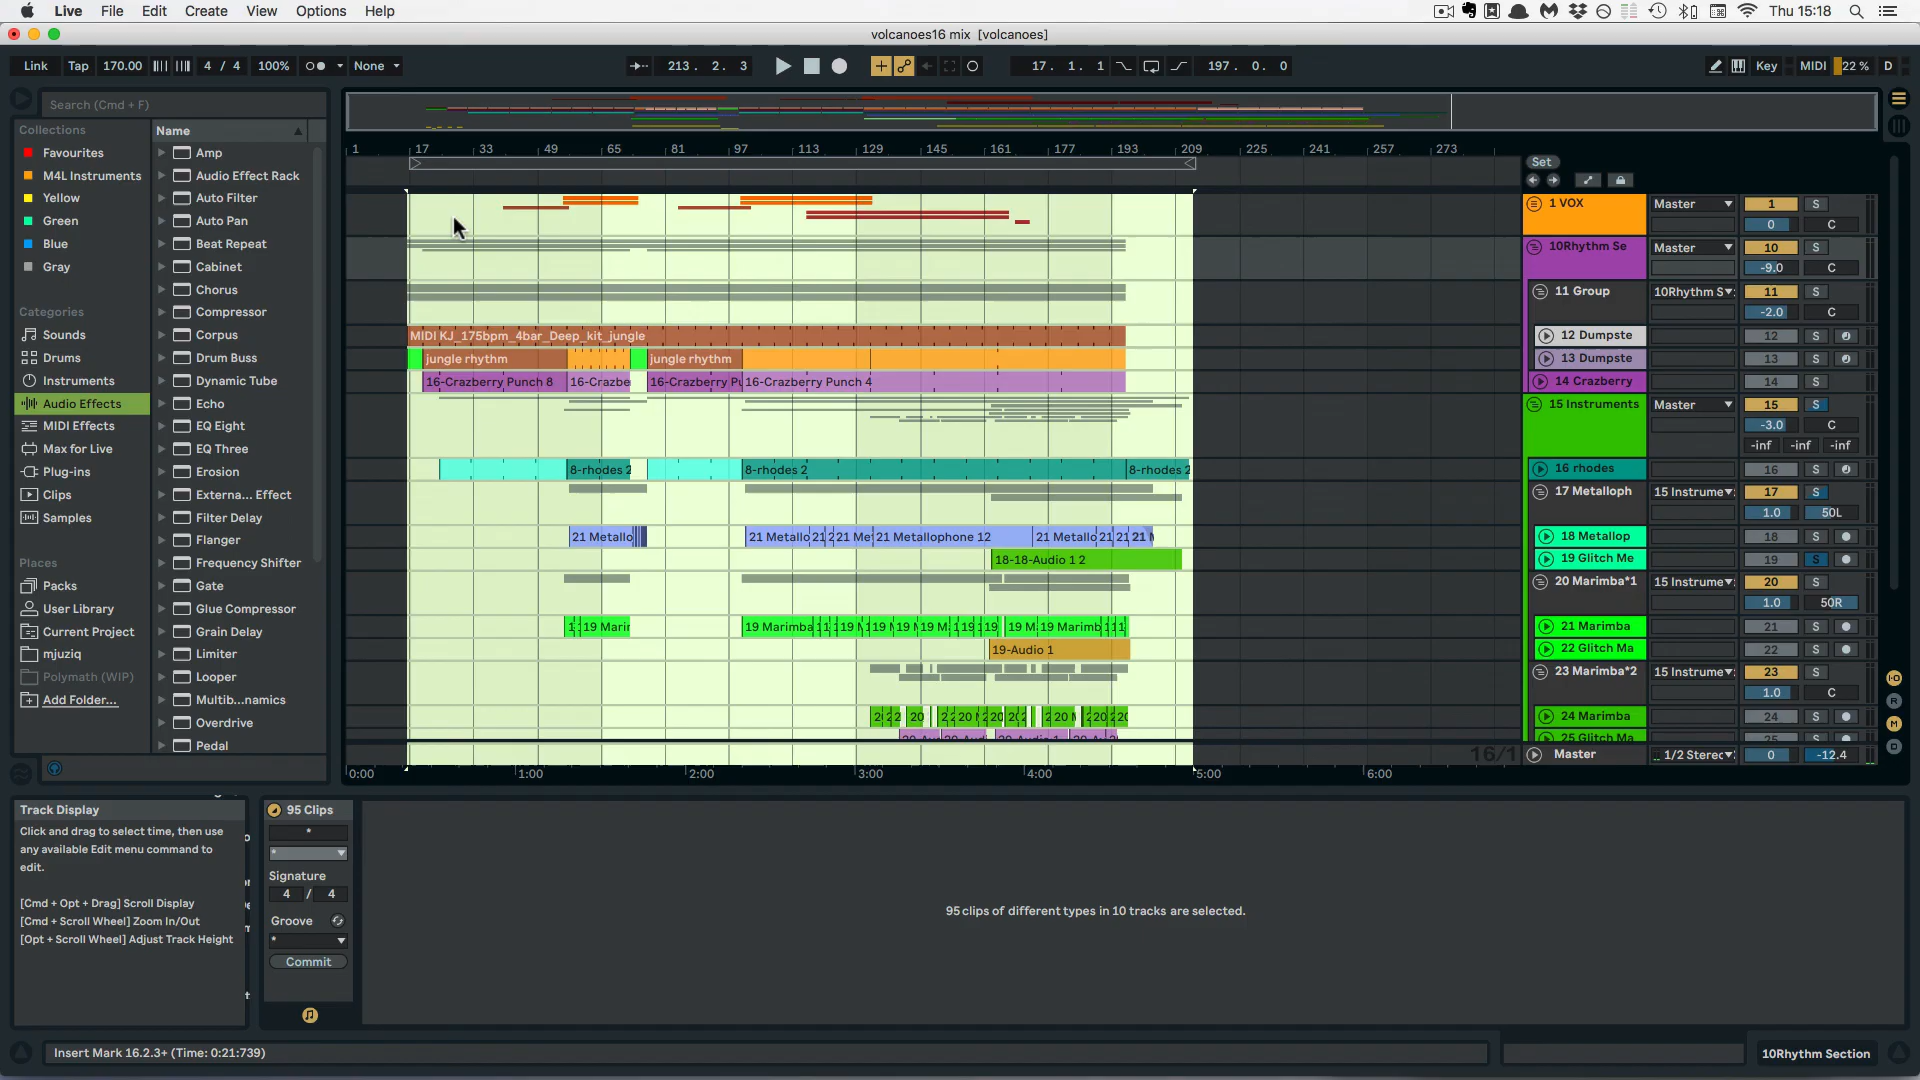 Live File Edit Create View Options Help Thu 15:18
volcanoes16 mix [volcanoes]
Link Tap 170.00 4 / 4 100% None 213. 2. 3 17. 1. 1 197. 0. 0 Key MIDI 22 % D
Search (Cmd + F)
Collections
Favourites
M4L Instruments
Yellow
Green
Blue
Gray
Categories
Sounds
Drums
Instruments
Audio Effects
MIDI Effects
Max for Live
Plug-ins
Clips
Samples
Places
Packs
User Library
Current Project
mjuziq
Polymath (WIP)
Add Folder...
Name
Amp
Audio Effect Rack
Auto Filter
Auto Pan
Beat Repeat
Cabinet
Chorus
Compressor
Corpus
Drum Buss
Dynamic Tube
Echo
EQ Eight
EQ Three
Erosion
Externa... Effect
Filter Delay
Flanger
Frequency Shifter
Gate
Glue Compressor
Grain Delay
Limiter
Looper
Multib...namics
Overdrive
Pedal
1 17 33 49 65 81 97 113 129 145 161 177 193 209 225 241 257 273
Set
1 VOX Master 1 S
0 C
10Rhythm Se Master 10 S
-9.0 C
11 Group 10Rhythm S 11 S
-2.0 C
MIDI KJ_175bpm_4bar_Deep_kit_jungle 12 Dumpste 12 S
jungle rhythm jungle rhythm 13 Dumpste 13 S
16-Crazberry Punch 8 16-Crazbe 16-Crazberry Pu 16-Crazberry Punch 4 14 Crazberry 14 S
15 Instruments Master 15 S
-3.0 C
-inf -inf -inf
8-rhodes 2 8-rhodes 2 8-rhodes 2 16 rhodes 16 S
17 Metalloph 15 Instrume 17 S
1.0 50L
21 Metallo 21 Metallo 21 2 21 Me 21 Metallophone 12 21 Metallo 21 21 21 18 Metallop 18 S
18-18-Audio 1 2 19 Glitch Me 19 S
20 Marimba*1 15 Instrume 20 S
1.0 50R
19 Marir 19 Marimba 19 Marimb 21 Marimba 21 S
19-Audio 1 22 Glitch Ma 22 S
23 Marimba*2 15 Instrume 23 S
1.0 C
24 Marimba 24 S
25 Glitch Ma
16/1 Master 1/2 Stereo 0 -12.4
0:00 1:00 2:00 3:00 4:00 5:00 6:00
Track Display
Click and drag to select time, then use
any available Edit menu command to
edit.
[Cmd + Opt + Drag] Scroll Display
[Cmd + Scroll Wheel] Zoom In/Out
[Opt + Scroll Wheel] Adjust Track Height
95 Clips
*
*
Signature
4 / 4
Groove
*
Commit
95 clips of different types in 10 tracks are selected.
Insert Mark 16.2.3+ (Time: 0:21:739)
10Rhythm Section